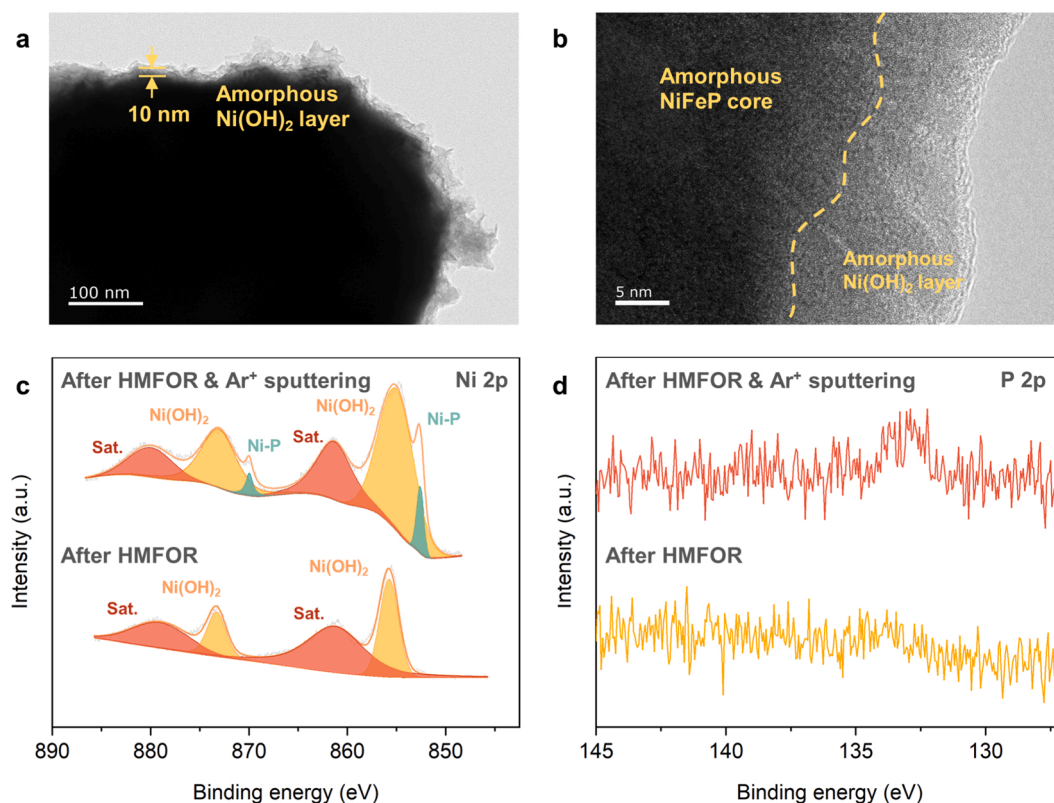 a
10 nm
Amorphous
Ni(OH)₂ layer
100 nm
b
Amorphous
NiFeP core
Amorphous
Ni(OH)₂ layer
5 nm
c
After HMFOR & Ar⁺ sputtering
Ni 2p
Ni(OH)₂
Ni(OH)₂
Ni-P
Sat.
Ni-P
Sat.
After HMFOR
Ni(OH)₂
Ni(OH)₂
Sat.
Sat.
Intensity (a.u.)
890 880 870 860 850
Binding energy (eV)
d
After HMFOR & Ar⁺ sputtering
P 2p
After HMFOR
Intensity (a.u.)
145 140 135 130
Binding energy (eV)